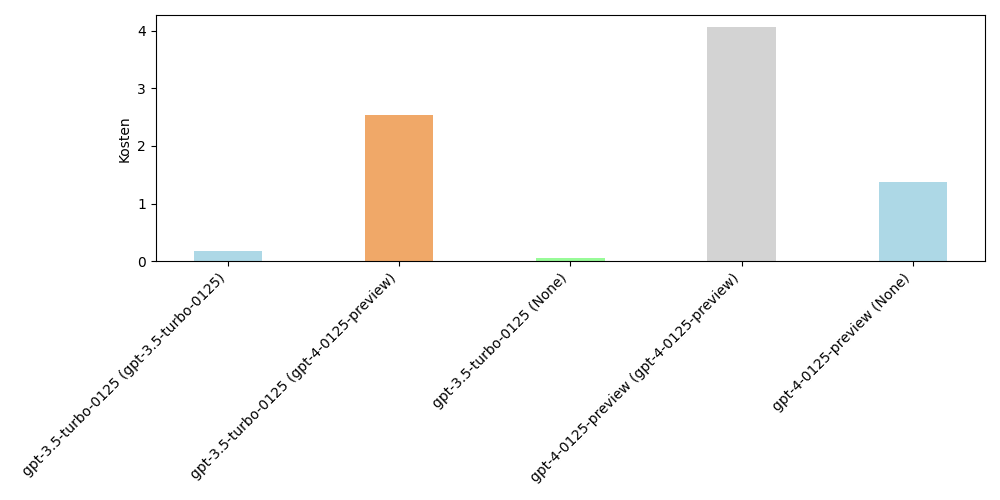 4
3
2
1
0
Kosten
gpt-3.5-turbo-0125 (gpt-3.5-turbo-0125)
gpt-3.5-turbo-0125 (gpt-4-0125-preview)
gpt-3.5-turbo-0125 (None)
gpt-4-0125-preview (gpt-4-0125-preview)
gpt-4-0125-preview (None)